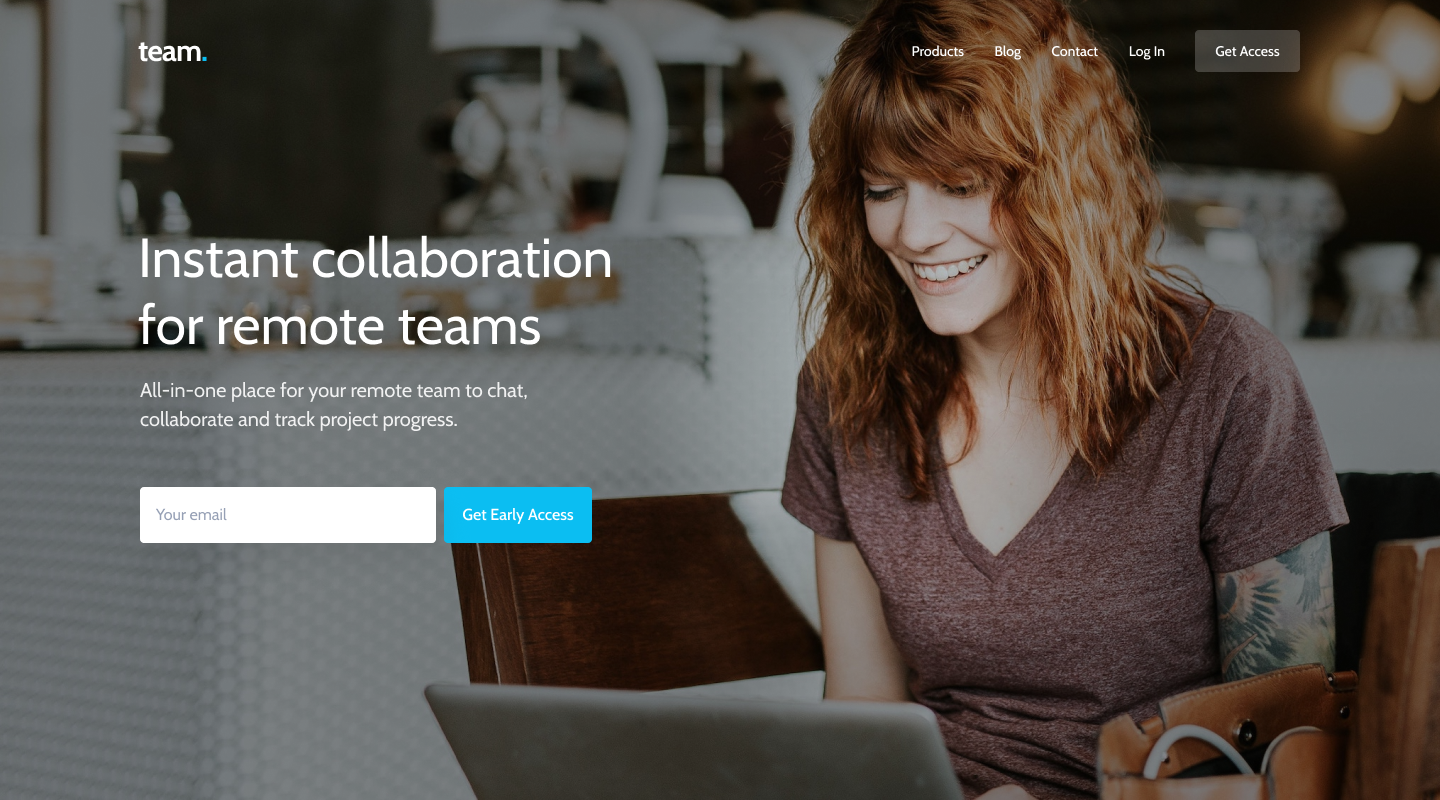 team.
Products Blog Contact Log In Get Access
Instant collaboration
for remote teams
All-in-one place for your remote team to chat,
collaborate and track project progress.
Your email Get Early Access